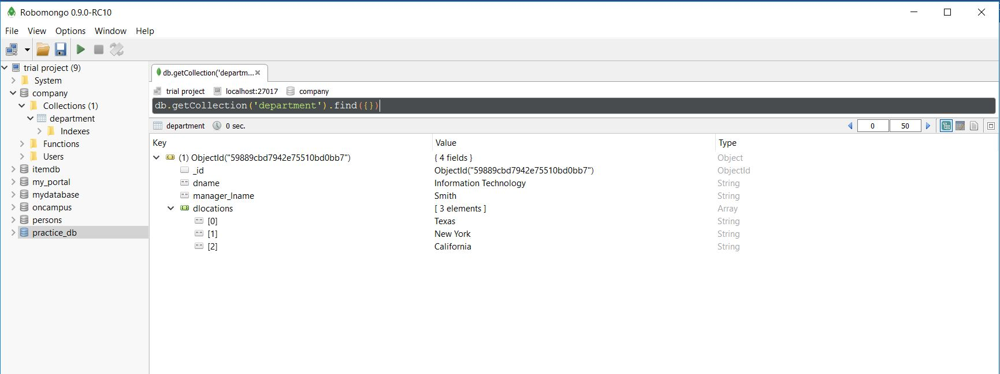 Robomongo 0.9.0-RC10
File View Options Window Help
trial project (9)
System
company
Collections (1)
department
Indexes
Functions
Users
itemdb
my_portal
mydatabase
oncampus
persons
practice_db
db.getCollection('departm...
trial project localhost:27017 company
db.getCollection('department').find({})
department 0 sec. 0 50
Key Value Type
(1) ObjectId("59889cbd7942e75510bd0bb7") { 4 fields } Object
_id ObjectId("59889cbd7942e75510bd0bb7") ObjectId
dname Information Technology String
manager_lname Smith String
dlocations [ 3 elements ] Array
[0] Texas String
[1] New York String
[2] California String